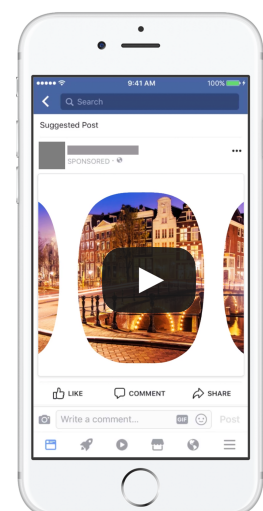 9:41 AM 100%
Search
Suggested Post
SPONSORED
LIKE COMMENT SHARE
Write a comment... GIF Post